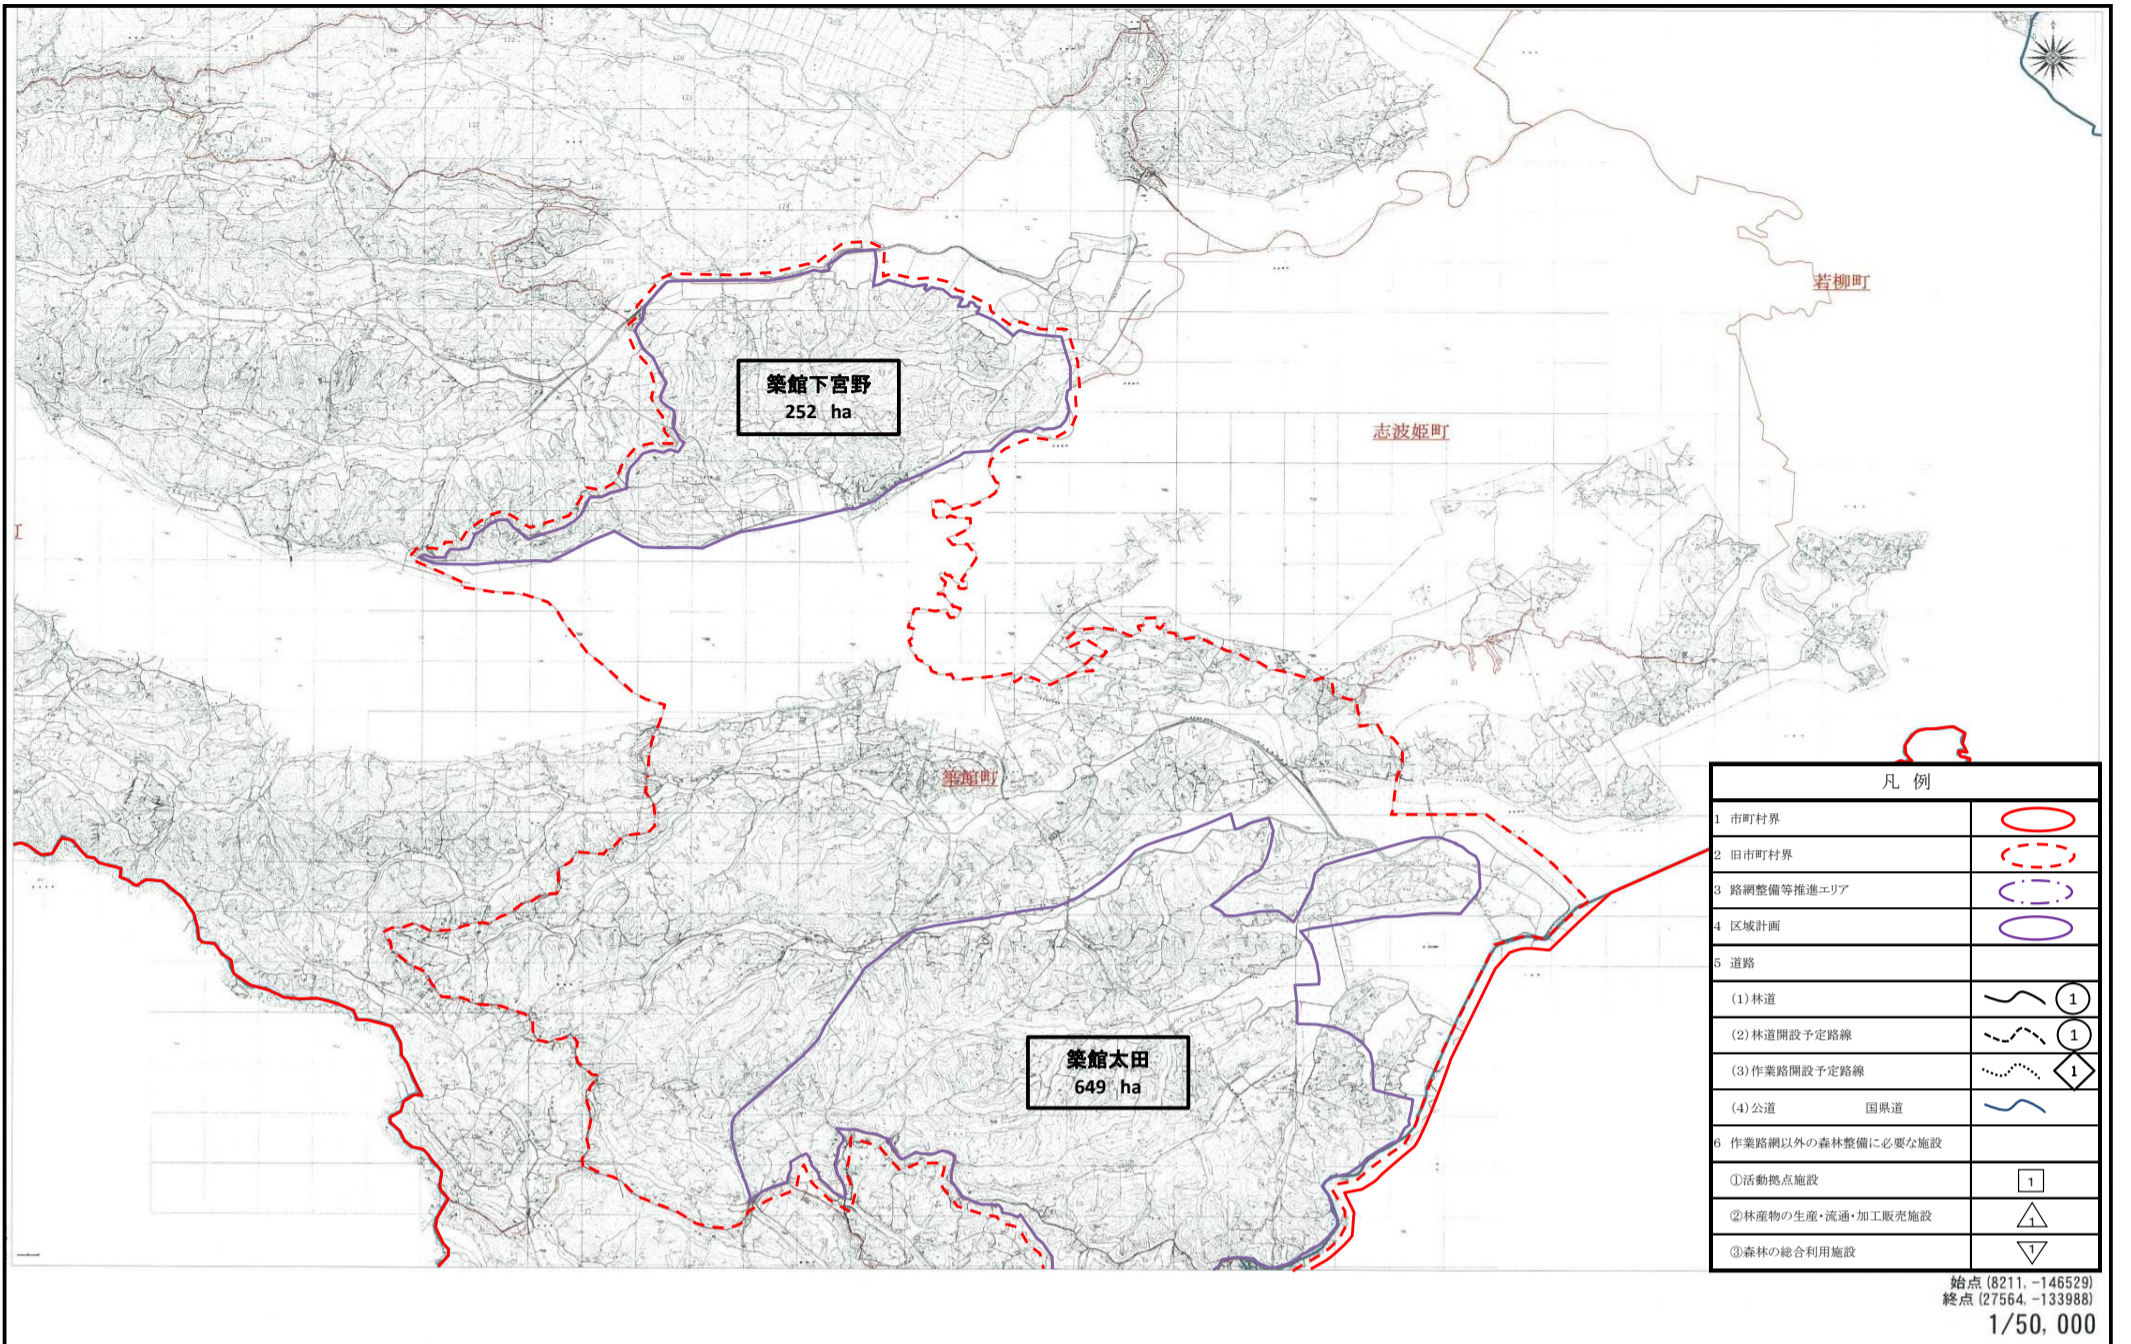 若柳町
築館下宮野
252 ha
志波姫町
町
築館町
築館太田
649 ha
凡 例
1 市町村界
2 旧市町村界
3 路網整備等推進エリア
4 区域計画
5 道路
(1)林道 1
(2)林道開設予定路線 1
(3)作業路開設予定路線 1
(4)公道 国県道
6 作業路網以外の森林整備に必要な施設
①活動拠点施設 1
②林産物の生産・流通・加工販売施設 1
③森林の総合利用施設 1
始点 (8211, -146529)
終点 (27564, -133988)
1/50, 000